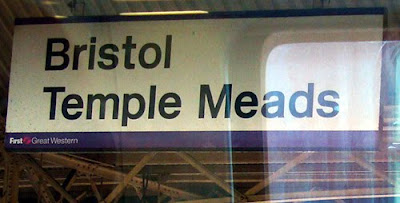 Bristol
Temple Meads
First Great Western